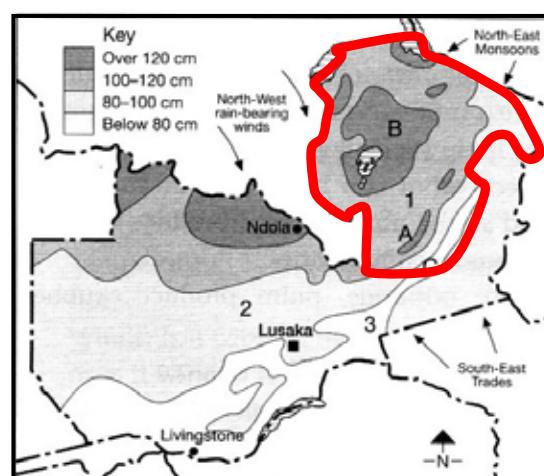 Key
Over 120 cm
100–120 cm
80–100 cm
Below 80 cm
North-East
Monsoons
North-West
rain-bearing
winds
B
1
Ndola
A
C
2
3
Lusaka
South-East
Trades
Livingstone
–N–